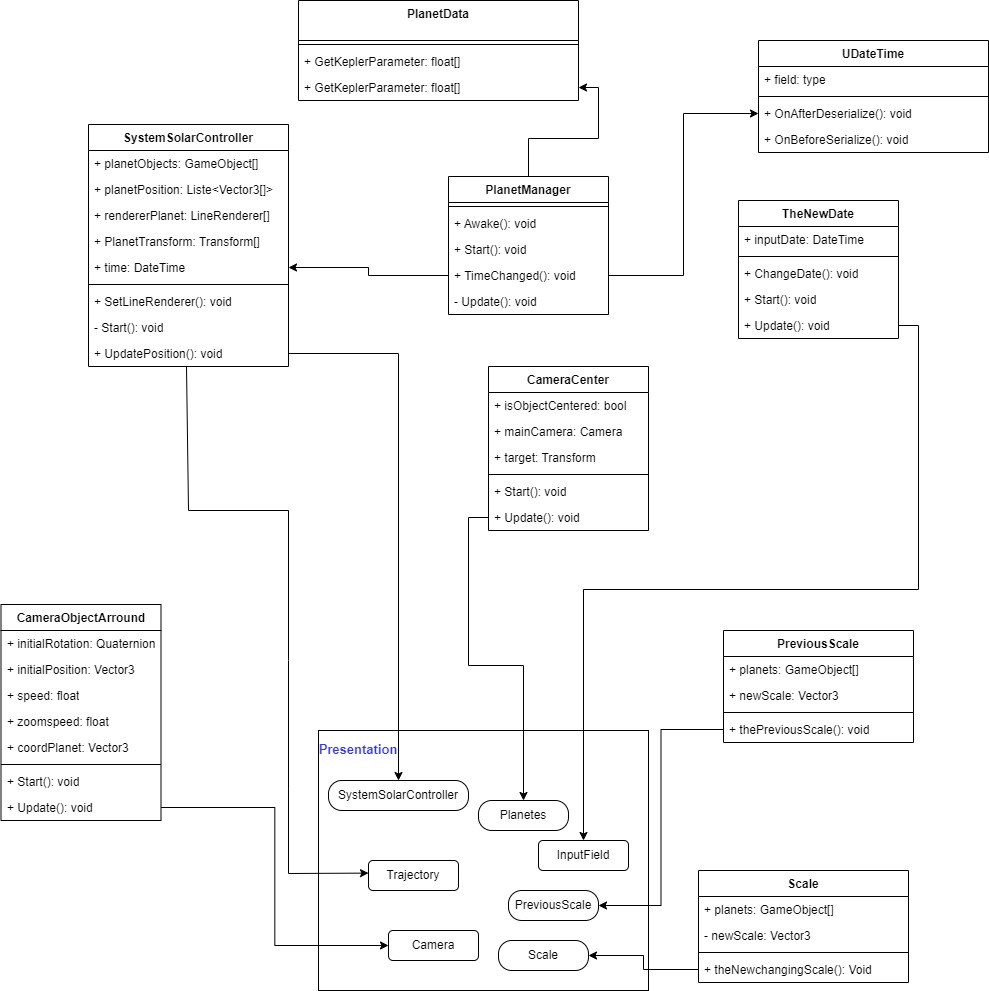 PlanetData
+ GetKeplerParameter: float[]
+ GetKeplerParameter: float[]
UDateTime
+ field: type
+ OnAfterDeserialize(): void
+ OnBeforeSerialize(): void
SystemSolarController
+ planetObjects: GameObject[]
+ planetPosition: Liste<Vector3[]>
+ rendererPlanet: LineRenderer[]
+ PlanetTransform: Transform[]
+ time: DateTime
+ SetLineRenderer(): void
- Start(): void
+ UpdatePosition(): void
PlanetManager
+ Awake(): void
+ Start(): void
+ TimeChanged(): void
- Update(): void
TheNewDate
+ inputDate: DateTime
+ ChangeDate(): void
+ Start(): void
+ Update(): void
CameraCenter
+ isObjectCentered: bool
+ mainCamera: Camera
+ target: Transform
+ Start(): void
+ Update(): void
CameraObjectArround
+ initialRotation: Quaternion
+ initialPosition: Vector3
+ speed: float
+ zoomspeed: float
+ coordPlanet: Vector3
+ Start(): void
+ Update(): void
PreviousScale
+ planets: GameObject[]
+ newScale: Vector3
+ thePreviousScale(): void
Presentation
SystemSolarController
Planetes
InputField
Trajectory
PreviousScale
Camera
Scale
Scale
+ planets: GameObject[]
- newScale: Vector3
+ theNewchangingScale(): Void